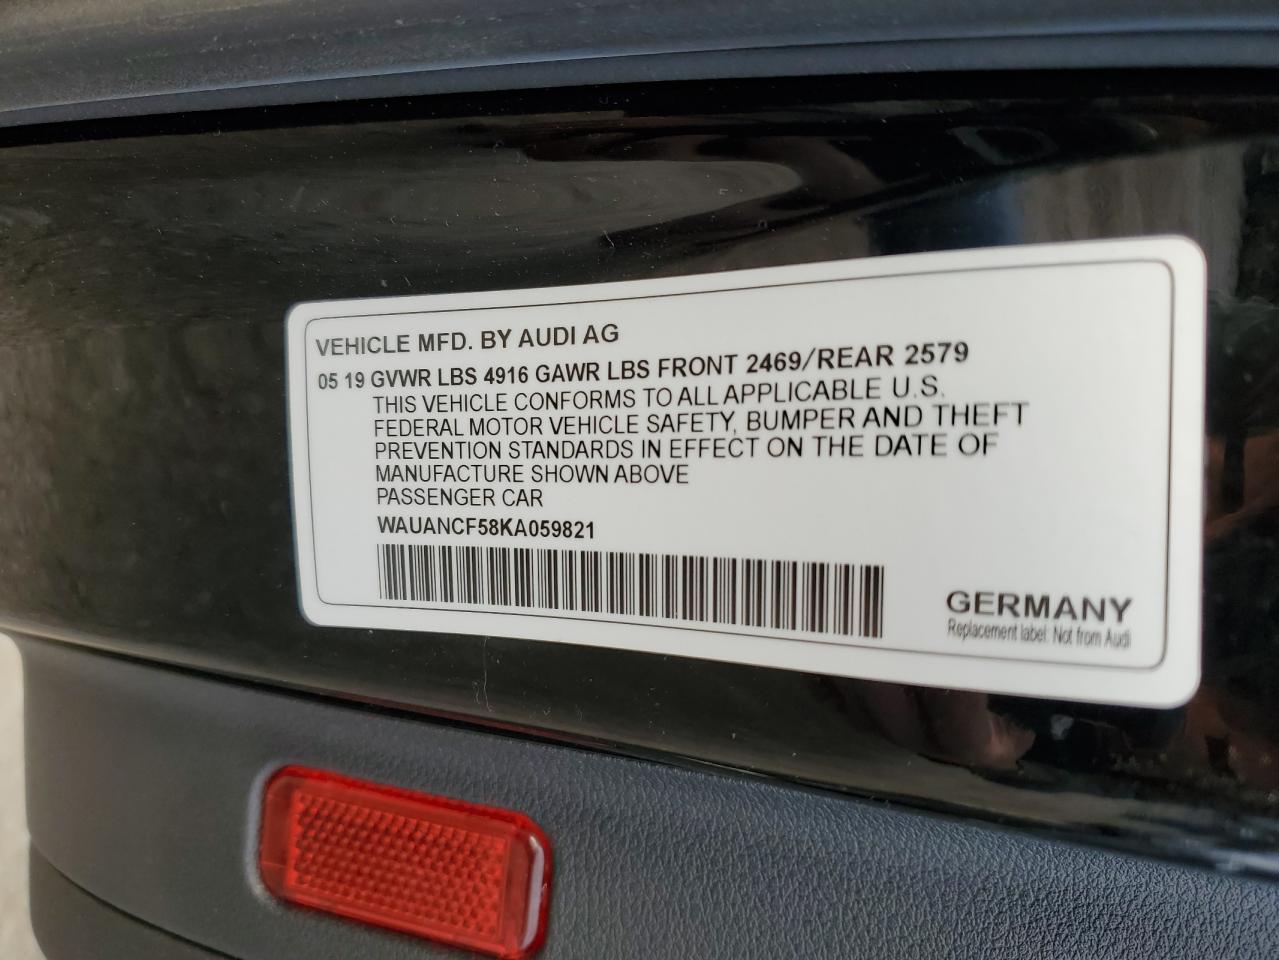 VEHICLE MFD. BY AUDI AG
05 19 GVWR LBS 4916 GAWR LBS FRONT 2469/REAR 2579
THIS VEHICLE CONFORMS TO ALL APPLICABLE U.S.
FEDERAL MOTOR VEHICLE SAFETY, BUMPER AND THEFT
PREVENTION STANDARDS IN EFFECT ON THE DATE OF
MANUFACTURE SHOWN ABOVE
PASSENGER CAR
WAUANCF58KA059821
GERMANY
Replacement label: Not from Audi